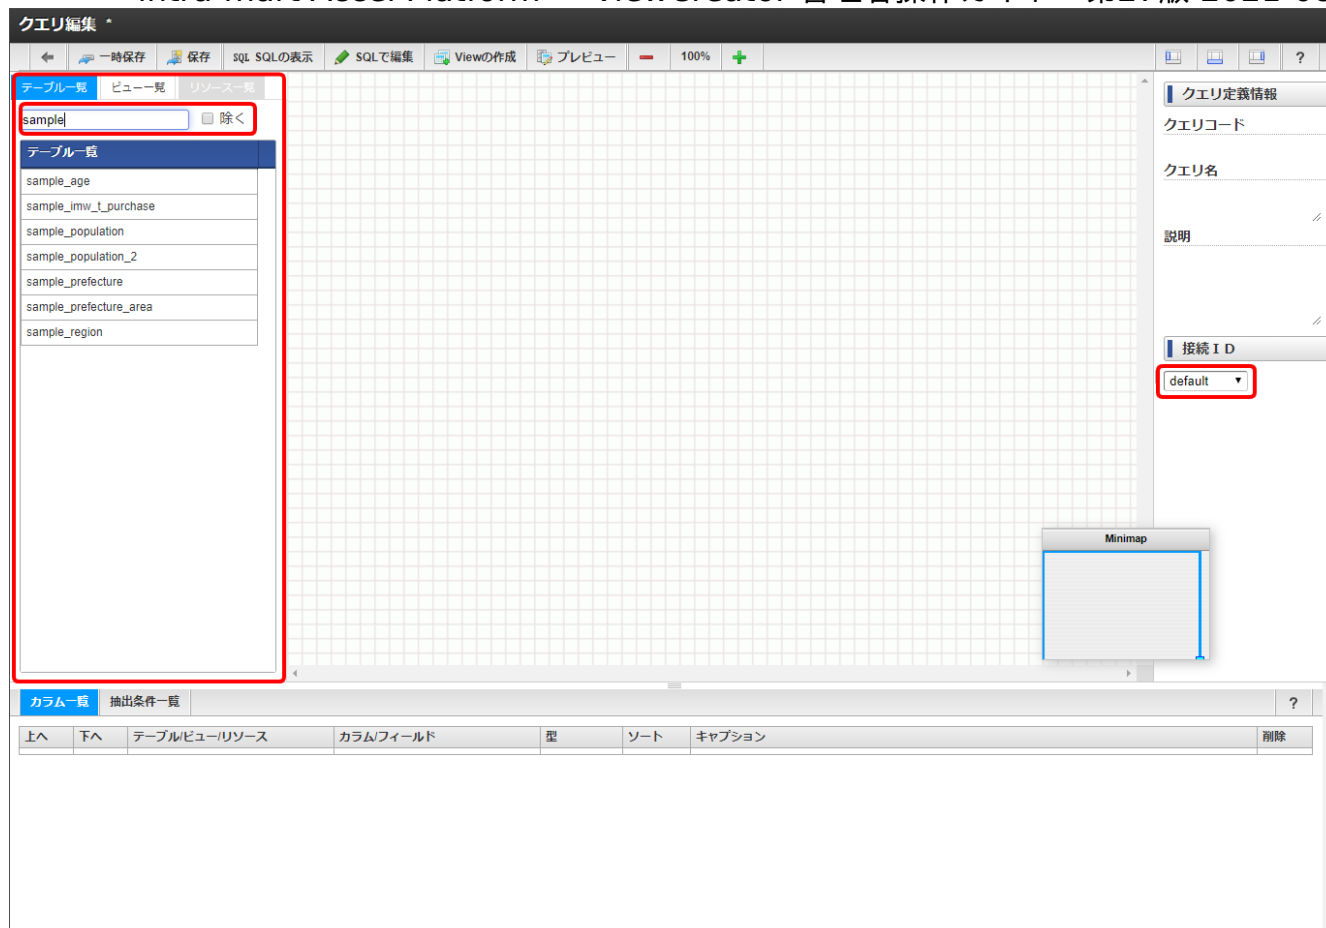 クエリ編集 *
一時保存 保存 SQL SQLの表示 SQLで編集 Viewの作成 プレビュー 100% ?
テーブル一覧 ビュー一覧 リソース一覧
sample 除く
テーブル一覧
sample_age
sample_imw_t_purchase
sample_population
sample_population_2
sample_prefecture
sample_prefecture_area
sample_region
クエリ定義情報
クエリコード
クエリ名
説明
接続ＩＤ
default
Minimap
カラム一覧 抽出条件一覧 ?
上へ 下へ テーブル/ビュー/リソース カラム/フィールド 型 ソート キャプション 削除